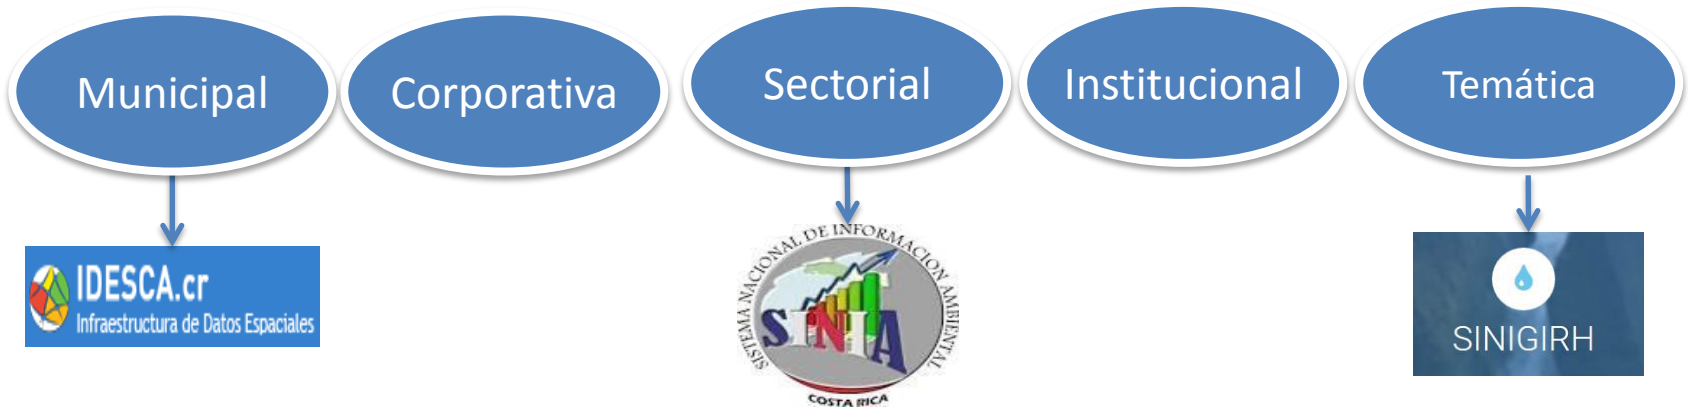 Municipal
Corporativa
Sectorial
Institucional
Temática
IDESCA.cr
Infraestructura de Datos Espaciales
SISTEMA NACIONAL DE INFORMACION AMBIENTAL
SINIA
COSTA RICA
SINIGIRH